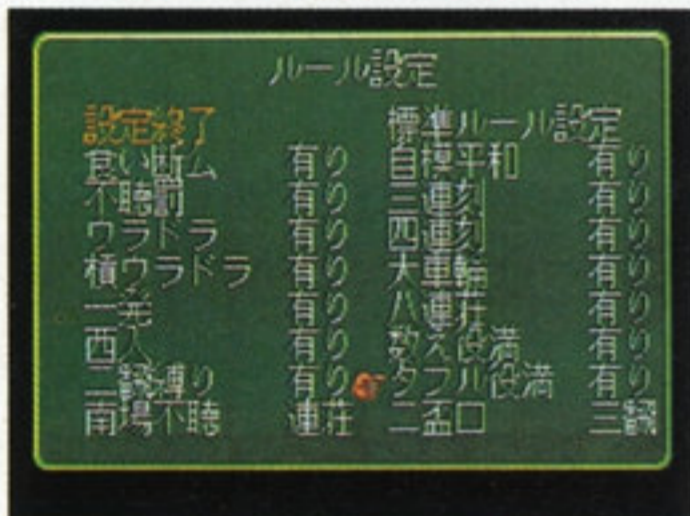 ルール設定
設定終了 標準ルール設定
食い断ム 有り 自模平和 有り
不聴罰 有り 三連刻 有り
ウラドラ 有り 四連刻 有り
槓ウラドラ 有り 大車輪 有り
一発 有り 八連荘 有り
西入 有り 数え役満 有り
二飜縛り 有り ダブル役満 有り
南場不聴 連荘 二盃口 三飜